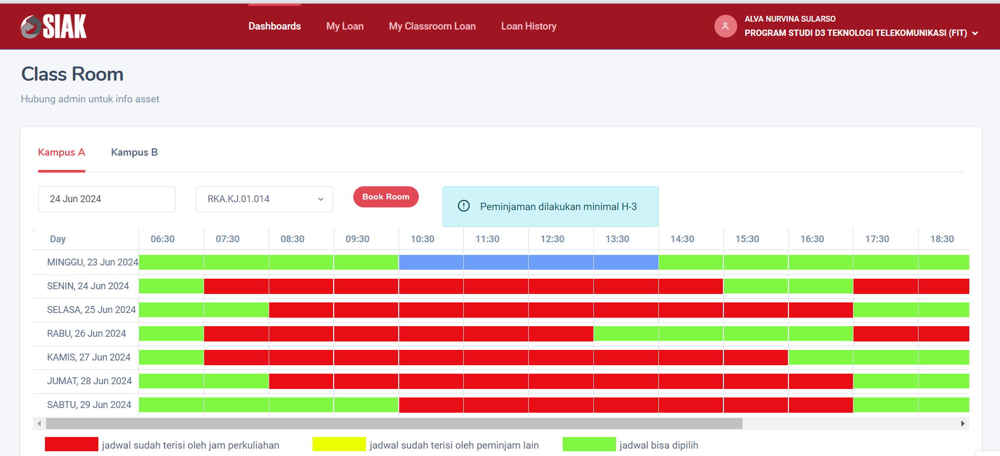 SIAK
Dashboards
My Loan
My Classroom Loan
Loan History
ALVA NURVINA SULARSO
PROGRAM STUDI D3 TEKNOLOGI TELEKOMUNIKASI (FIT)
Class Room
Hubung admin untuk info asset
Kampus A
Kampus B
24 Jun 2024
RKA.KJ.01.014
Book Room
Peminjaman dilakukan minimal H-3
Day 06:30 07:30 08:30 09:30 10:30 11:30 12:30 13:30 14:30 15:30 16:30 17:30 18:30
MINGGU, 23 Jun 2024
SENIN, 24 Jun 2024
SELASA, 25 Jun 2024
RABU, 26 Jun 2024
KAMIS, 27 Jun 2024
JUMAT, 28 Jun 2024
SABTU, 29 Jun 2024
jadwal sudah terisi oleh jam perkuliahan
jadwal sudah terisi oleh peminjam lain
jadwal bisa dipilih